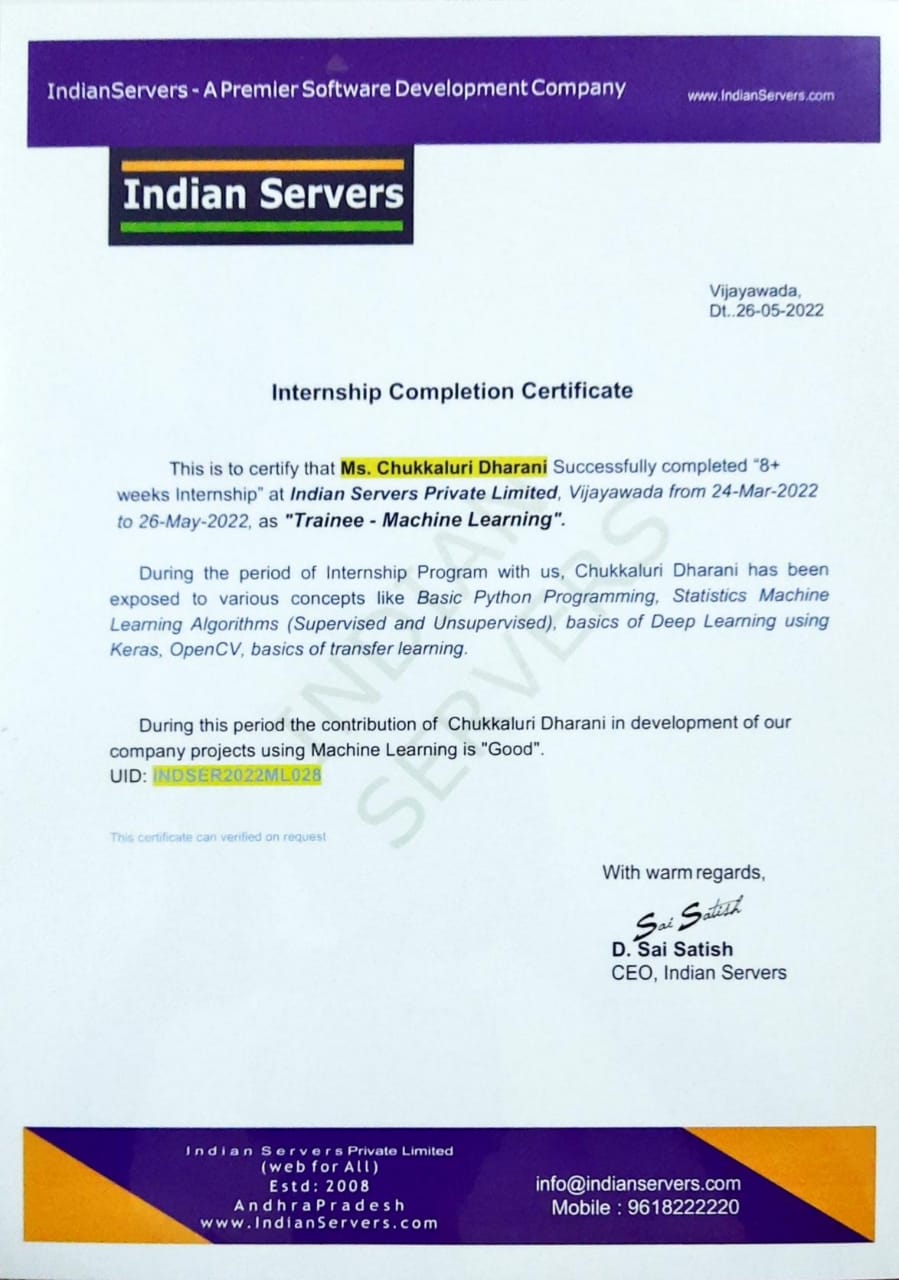 IndianServers - A Premier Software Development Company
www.IndianServers.com
Indian Servers
Vijayawada,
Dt..26-05-2022
Internship Completion Certificate
This is to certify that Ms. Chukkaluri Dharani Successfully completed "8+
weeks Internship" at Indian Servers Private Limited, Vijayawada from 24-Mar-2022
to 26-May-2022, as "Trainee - Machine Learning".
During the period of Internship Program with us, Chukkaluri Dharani has been
exposed to various concepts like Basic Python Programming, Statistics Machine
Learning Algorithms (Supervised and Unsupervised), basics of Deep Learning using
Keras, OpenCV, basics of transfer learning.
During this period the contribution of Chukkaluri Dharani in development of our
company projects using Machine Learning is "Good".
UID: INDSER2022ML028
This certificate can verified on request
INDIAN
SERVERS
With warm regards,
Sai Satish
D. Sai Satish
CEO, Indian Servers
Indian Servers Private Limited
(web for All)
Estd: 2008
AndhraPradesh
www.IndianServers.com
info@indianservers.com
Mobile : 9618222220